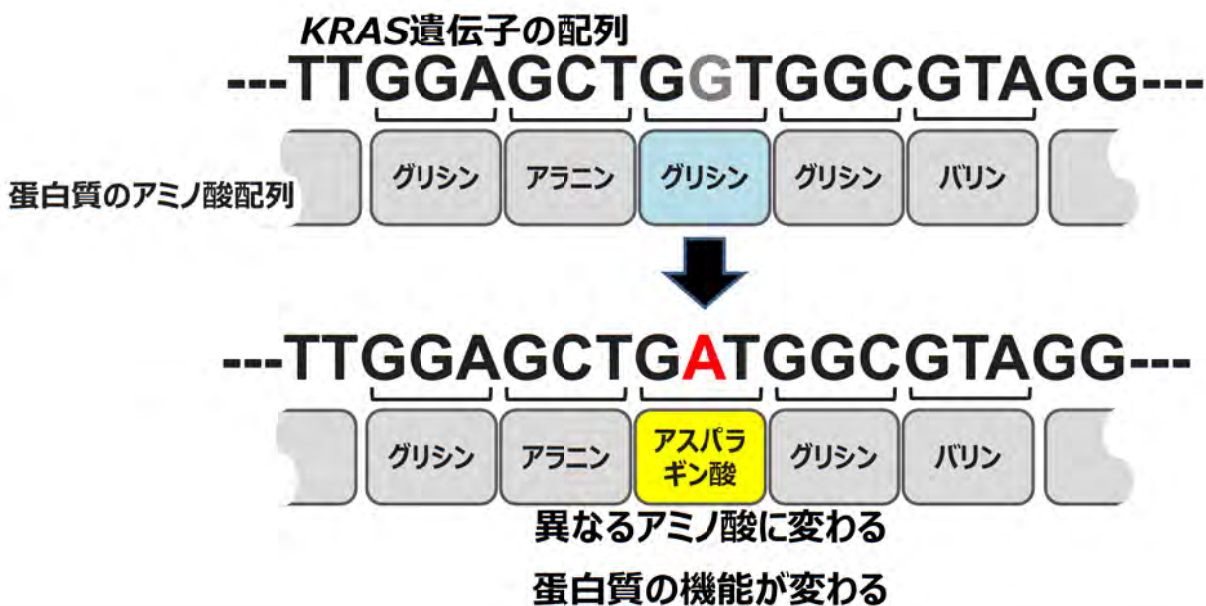 KRAS遺伝子の配列
---TTGGAGCTGGTGGCGTAGG---
蛋白質のアミノ酸配列
グリシン
アラニン
グリシン
グリシン
バリン
---TTGGAGCTGATGGCGTAGG---
グリシン
アラニン
アスパラ
ギン酸
グリシン
バリン
異なるアミノ酸に変わる
蛋白質の機能が変わる